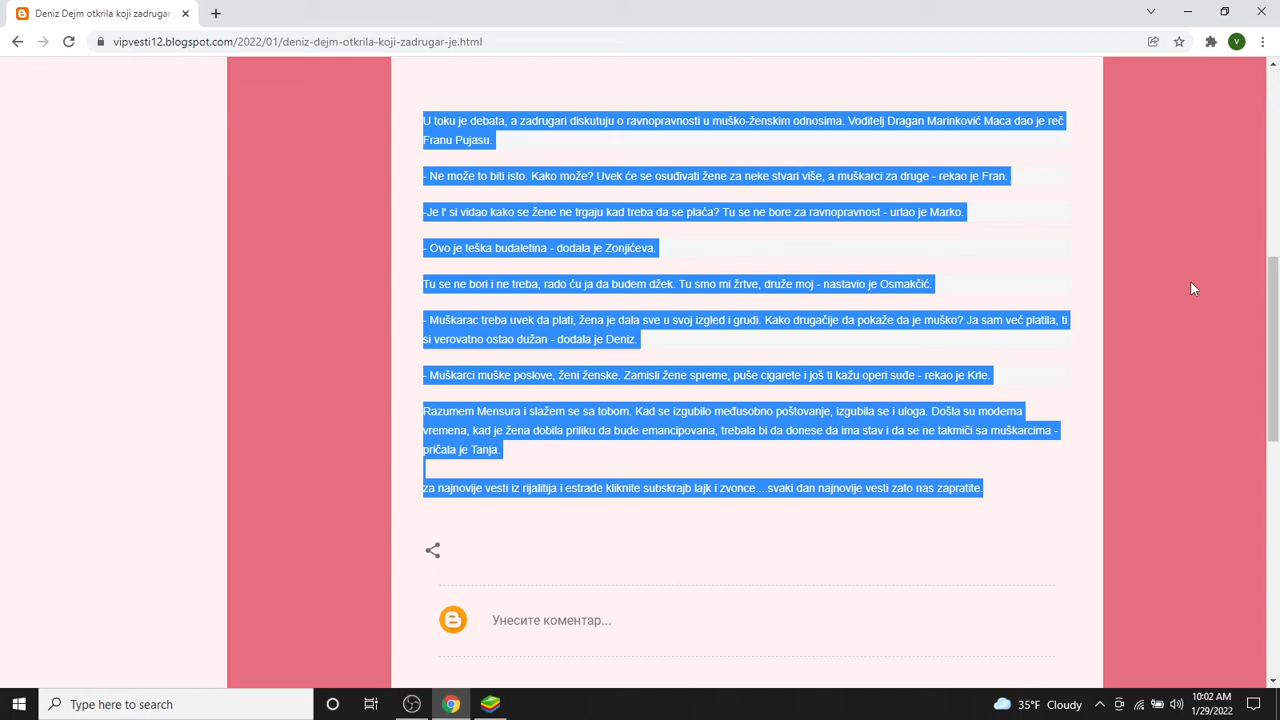 Deniz Dejm otkrila koji zadrugar
vipvesti12.blogspot.com/2022/01/deniz-dejm-otkrila-koji-zadrugar-je.html
V
U toku je debata, a zadrugari diskutuju o ravnopravnosti u muško-ženskim odnosima. Voditelj Dragan Marinković Maca dao je reč
Franu Pujasu.
- Ne može to biti isto. Kako može? Uvek će se osuđivati žene za neke stvari više, a muškarci za druge - rekao je Fran.
-Je l' si vidao kako se žene ne trgaju kad treba da se plaća? Tu se ne bore za ravnopravnost - urlao je Marko.
- Ovo je teška budaletina - dodala je Zonjićeva.
Tu se ne bori i ne treba, rado ću ja da budem džek. Tu smo mi žrtve, druže moj - nastavio je Osmakčić.
- Muškarac treba uvek da plati, žena je dala sve u svoj izgled i grudi. Kako drugačije da pokaže da je muško? Ja sam već platila, ti
si verovatno ostao dužan - dodala je Deniz.
- Muškarci muške poslove, ženi ženske. Zamisli žene spreme, puše cigarete i još ti kažu operi suđe - rekao je Krle.
Razumem Mensura i slažem se sa tobom. Kad se izgubilo međusobno poštovanje, izgubila se i uloga. Došla su moderna
vremena, kad je žena dobila priliku da bude emancipovana, trebala bi da donese da ima stav i da se ne takmiči sa muškarcima -
pričala je Tanja.
za najnovije vesti iz rijalitija i estrade kliknite subskrajb lajk i zvonce....svaki dan najnovije vesti zato nas zapratite.
Унесите коментар...
Type here to search
35°F Cloudy
10:02 AM
1/29/2022